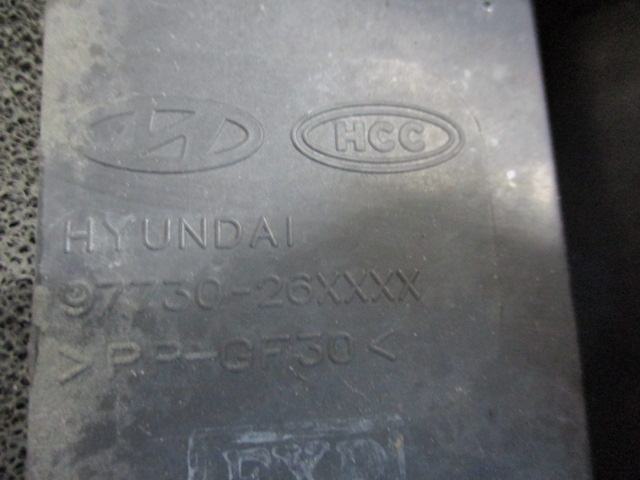 HCC
HYUNDAI
97730-26XXXX
>PP-GF30<